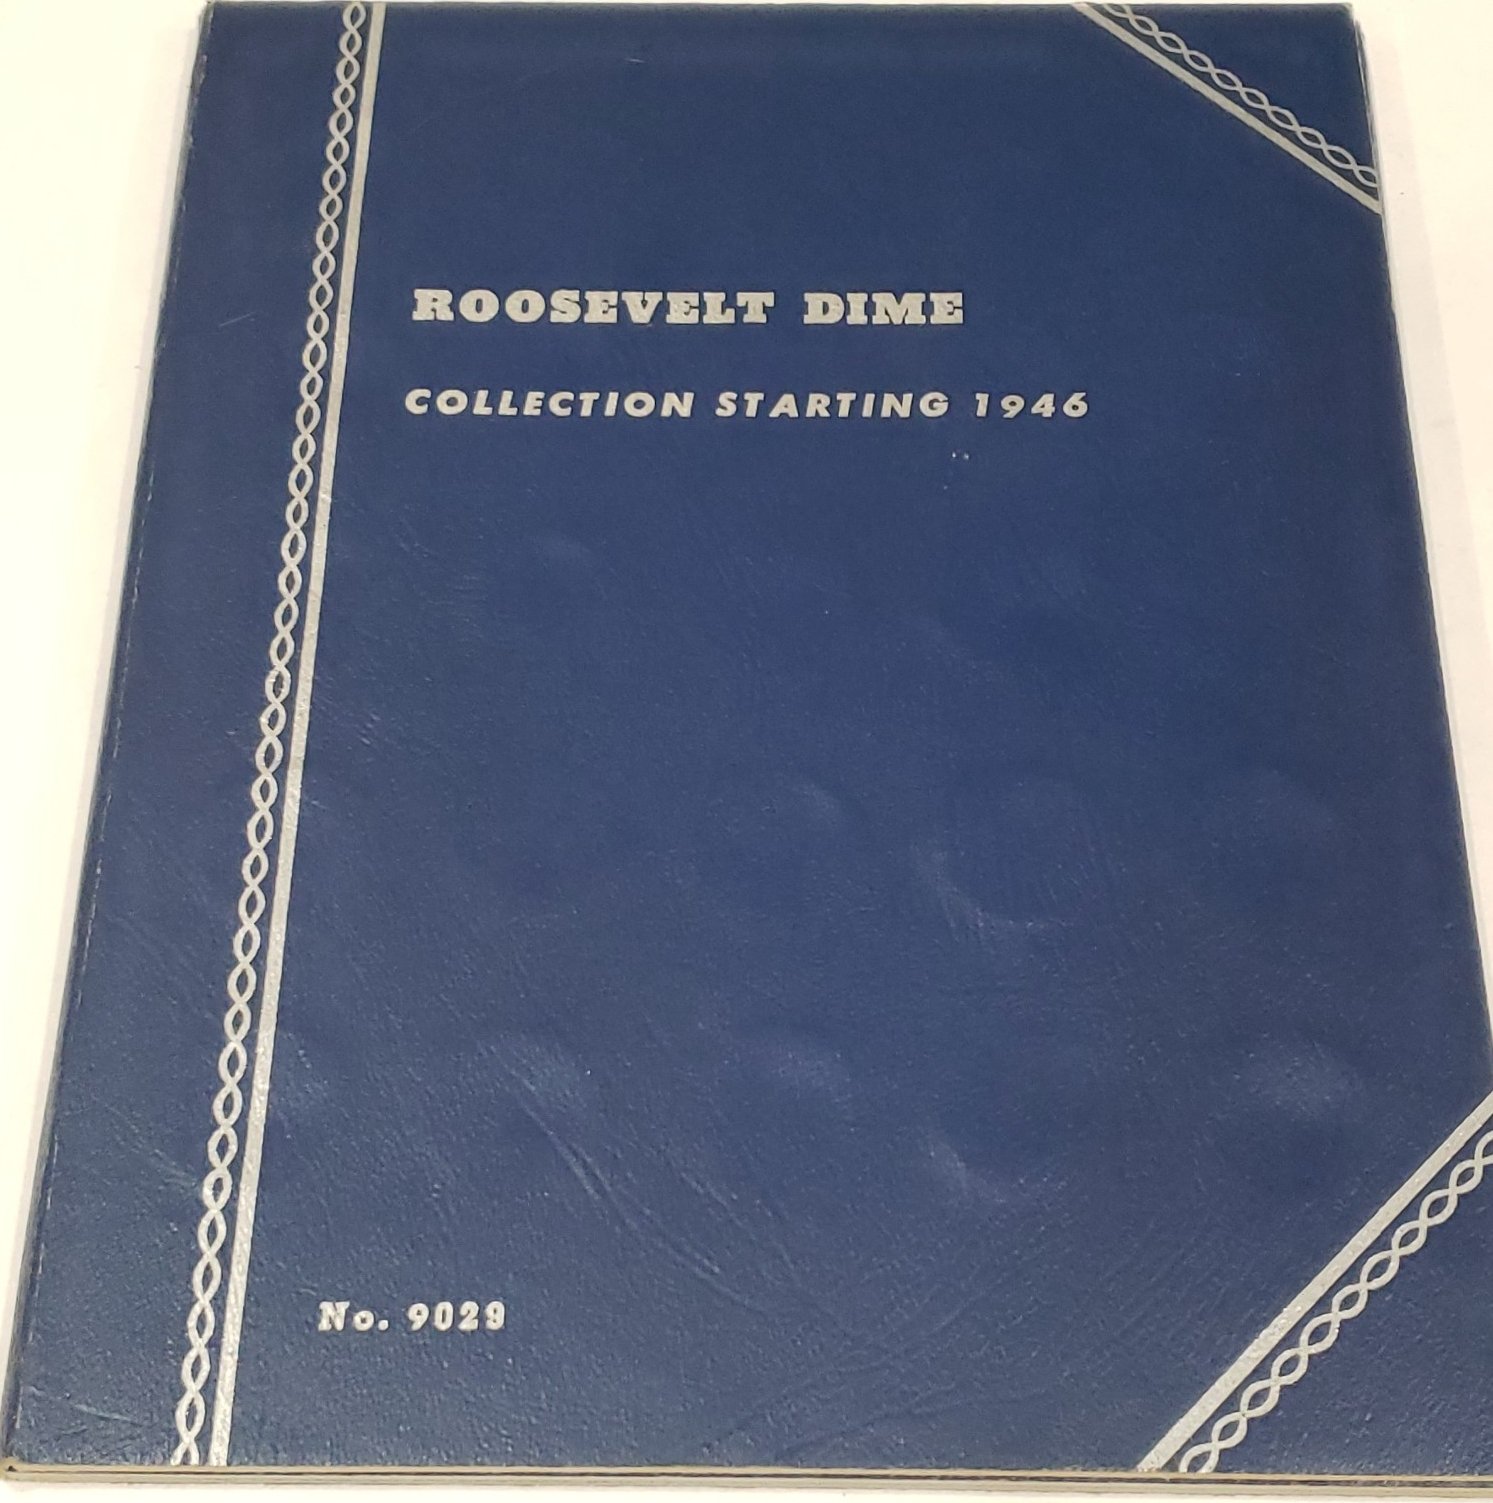 ROOSEVELT DIME
COLLECTION STARTING 1946
No. 9029